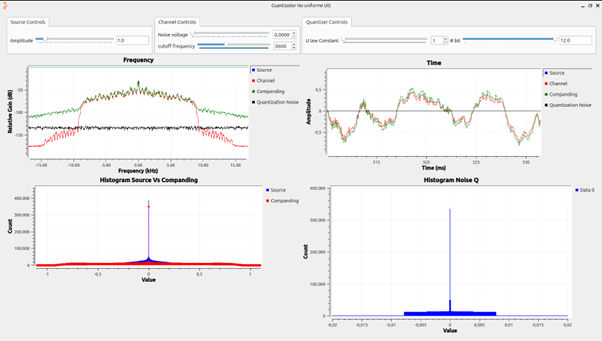 Cuantizador No uniforme UIS
Source Controls
Channel Controls
Quantizer Controls
Amplitude
1.0
Noise voltage
0,0000
cutoff frequency
8600
U law Constant
1
# bit
12.0
Frequency
Source
Channel
Companding
Quantization Noise
Relative Gain (dB)
-50
-100
-150
-15.00
-10.00
-5.00
0.00
5.00
10.00
15.00
Frequency (kHz)
Time
Source
Channel
Companding
Quantization Noise
Amplitude
0,5
0
-0,5
325
330
Time (ms)
Histogram Source Vs Companding
Source
Companding
Count
400.000
300.000
200.000
100.000
0
-1
-0,5
0
0,5
1
Value
Histogram Noise Q
Data 0
Count
400.000
300.000
200.000
100.000
0
-0,02
-0,015
-0,01
-0,005
0
0,005
0,01
0,015
0,02
Value